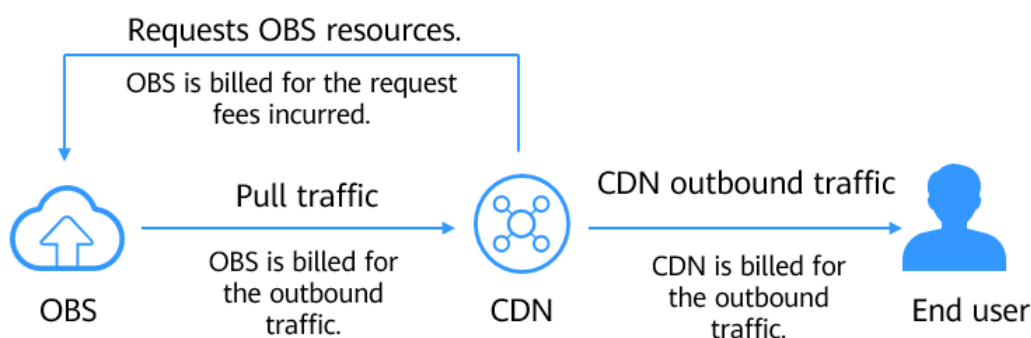 Requests OBS resources.
OBS is billed for the request
fees incurred.
Pull traffic
CDN outbound traffic
OBS is billed for
the outbound
traffic.
CDN is billed for
the outbound
traffic.
OBS
CDN
End user